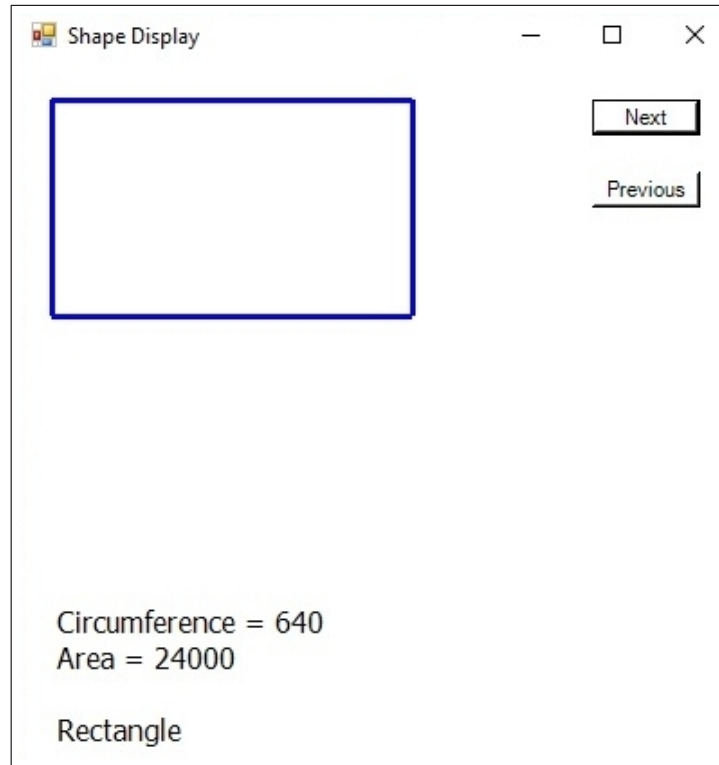 Shape Display
Next
Previous
Circumference = 640
Area = 24000
Rectangle